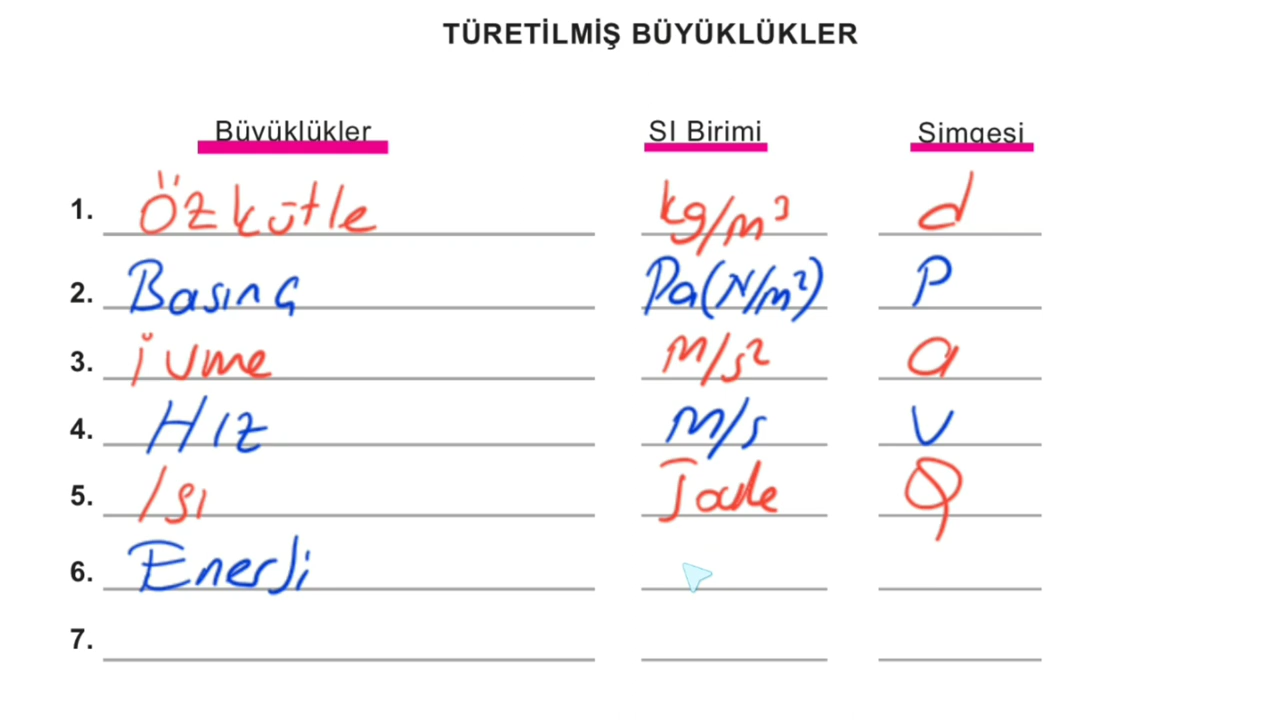 TÜRETİLMİŞ BÜYÜKLÜKLER
Büyüklükler SI Birimi Simgesi
1. Özkütle kg/m³ d
2. Basınç Pa(N/m²) P
3. ivme m/s² a
4. Hız m/s v
5. Isı Joule Q
6. Enerji
7.